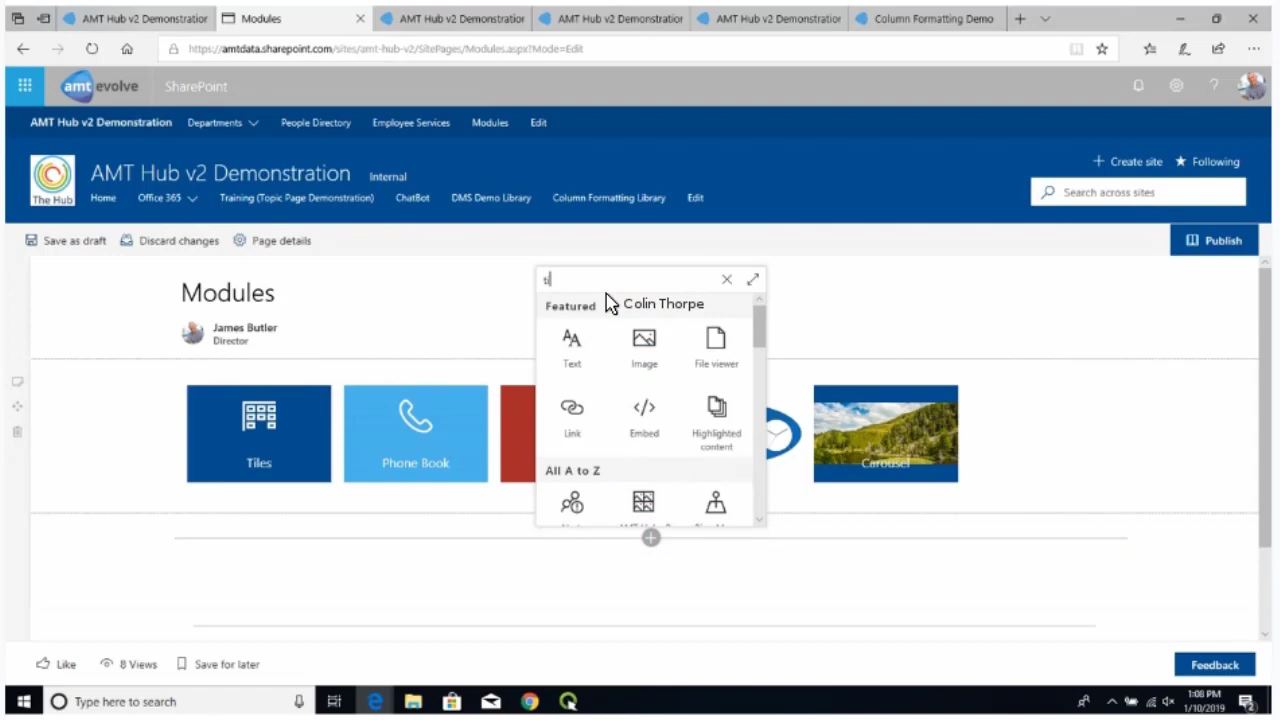 AMT Hub v2 Demonstration
Modules
AMT Hub v2 Demonstration
AMT Hub v2 Demonstration
AMT Hub v2 Demonstration
Column Formatting Demo
https://amtdata.sharepoint.com/sites/amt-hub-v2/SitePages/Modules.aspx?Mode=Edit
amt evolve SharePoint
AMT Hub v2 Demonstration Departments People Directory Employee Services Modules Edit
AMT Hub v2 Demonstration Internal
Create site Following
The Hub
Home Office 365 Training (Topic Page Demonstration) ChatBot DMS Demo Library Column Formatting Library Edit
Search across sites
Save as draft Discard changes Page details
Publish
Modules
James Butler
Director
ti
Colin Thorpe
Featured
Text Image File viewer
Link Embed Highlighted
content
All A to Z
Tiles
Phone Book
Carousel
Like 8 Views Save for later
Feedback
Type here to search
1:08 PM
1/10/2019
2